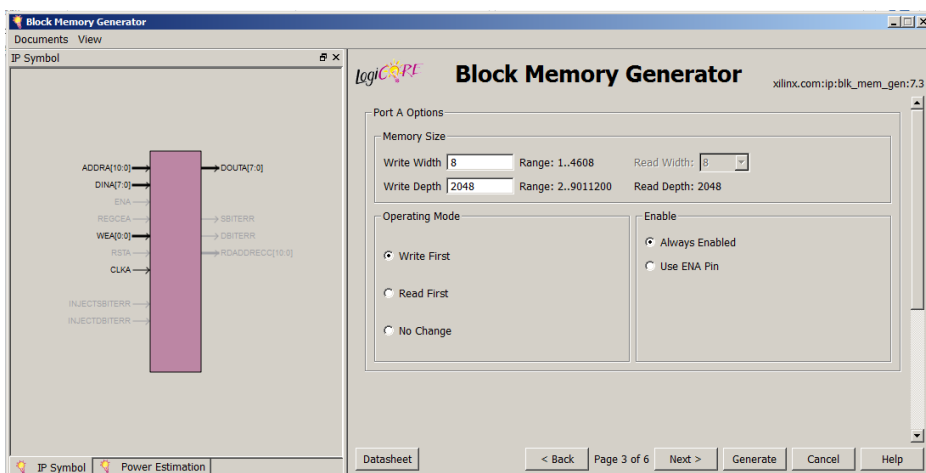 Block Memory Generator
Documents View
IP Symbol
ADDRA[10:0]
DOUTA[7:0]
DINA[7:0]
ENA
REGCEA
SBITERR
WEA[0:0]
DBITERR
RSTA
RDADDRECC[10:0]
CLKA
INJECTSBITERR
INJECTDBITERR
IP Symbol
Power Estimation
LogiCORE
Block Memory Generator
xilinx.com:ip:blk_mem_gen:7.3
Port A Options
Memory Size
Write Width 8 Range: 1..4608 Read Width: 8
Write Depth 2048 Range: 2..9011200 Read Depth: 2048
Operating Mode
Write First
Read First
No Change
Enable
Always Enabled
Use ENA Pin
Datasheet < Back Page 3 of 6 Next > Generate Cancel Help